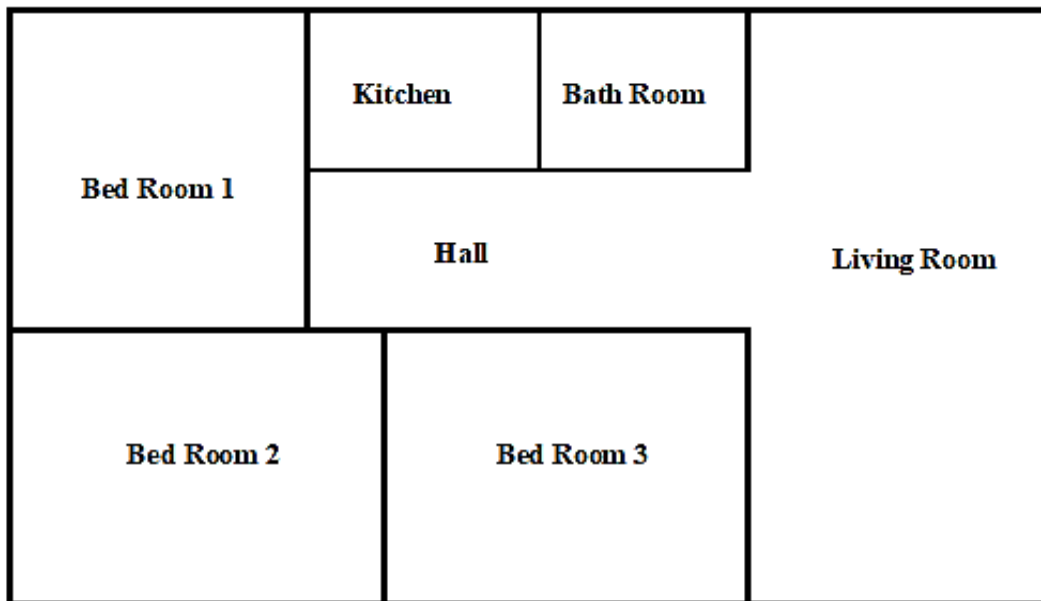 Kitchen
Bath Room
Bed Room 1
Hall
Living Room
Bed Room 2
Bed Room 3